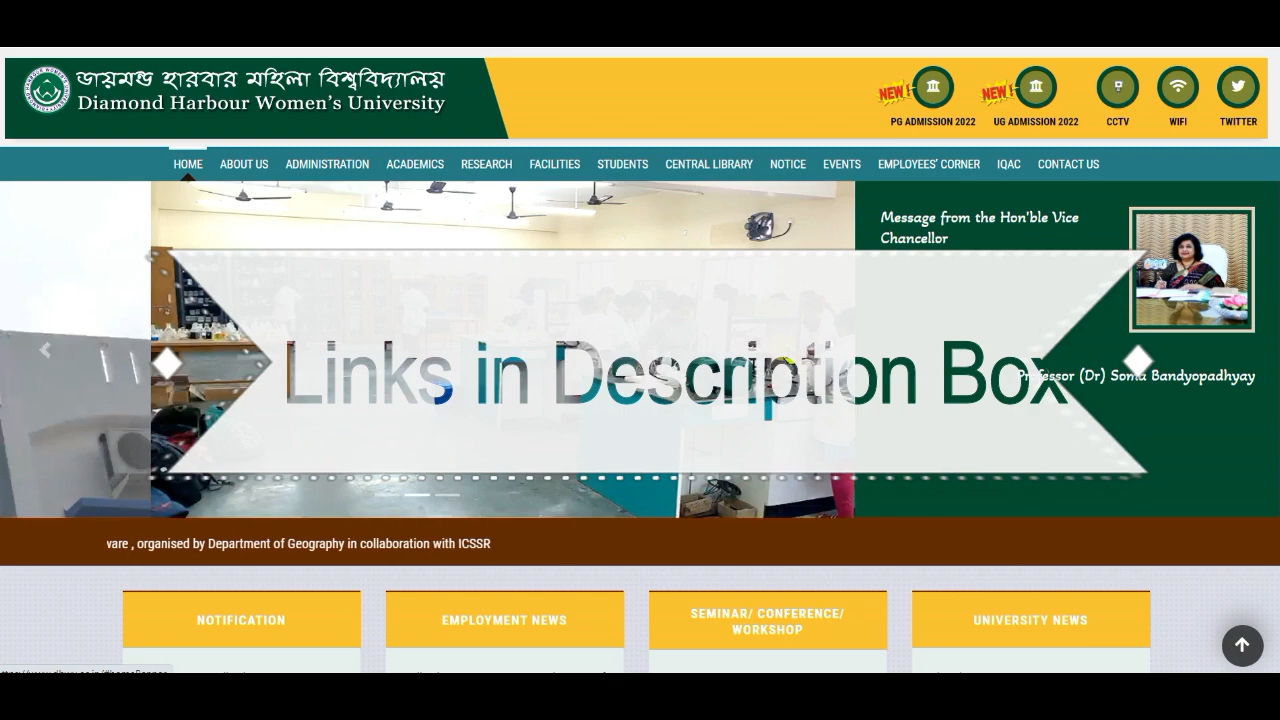 ডায়মন্ড হারবার মহিলা বিশ্ববিদ্যালয়
Diamond Harbour Women's University
NEW!
PG ADMISSION 2022
NEW!
UG ADMISSION 2022
CCTV
WIFI
TWITTER
HOME ABOUT US ADMINISTRATION ACADEMICS RESEARCH FACILITIES STUDENTS CENTRAL LIBRARY NOTICE EVENTS EMPLOYEES' CORNER IQAC CONTACT US
Message from the Hon'ble Vice
Chancellor
Links in Description Box
Professor (Dr) Soma Bandyopadhyay
vare , organised by Department of Geography in collaboration with ICSSR
NOTIFICATION
EMPLOYMENT NEWS
SEMINAR/ CONFERENCE/
WORKSHOP
UNIVERSITY NEWS